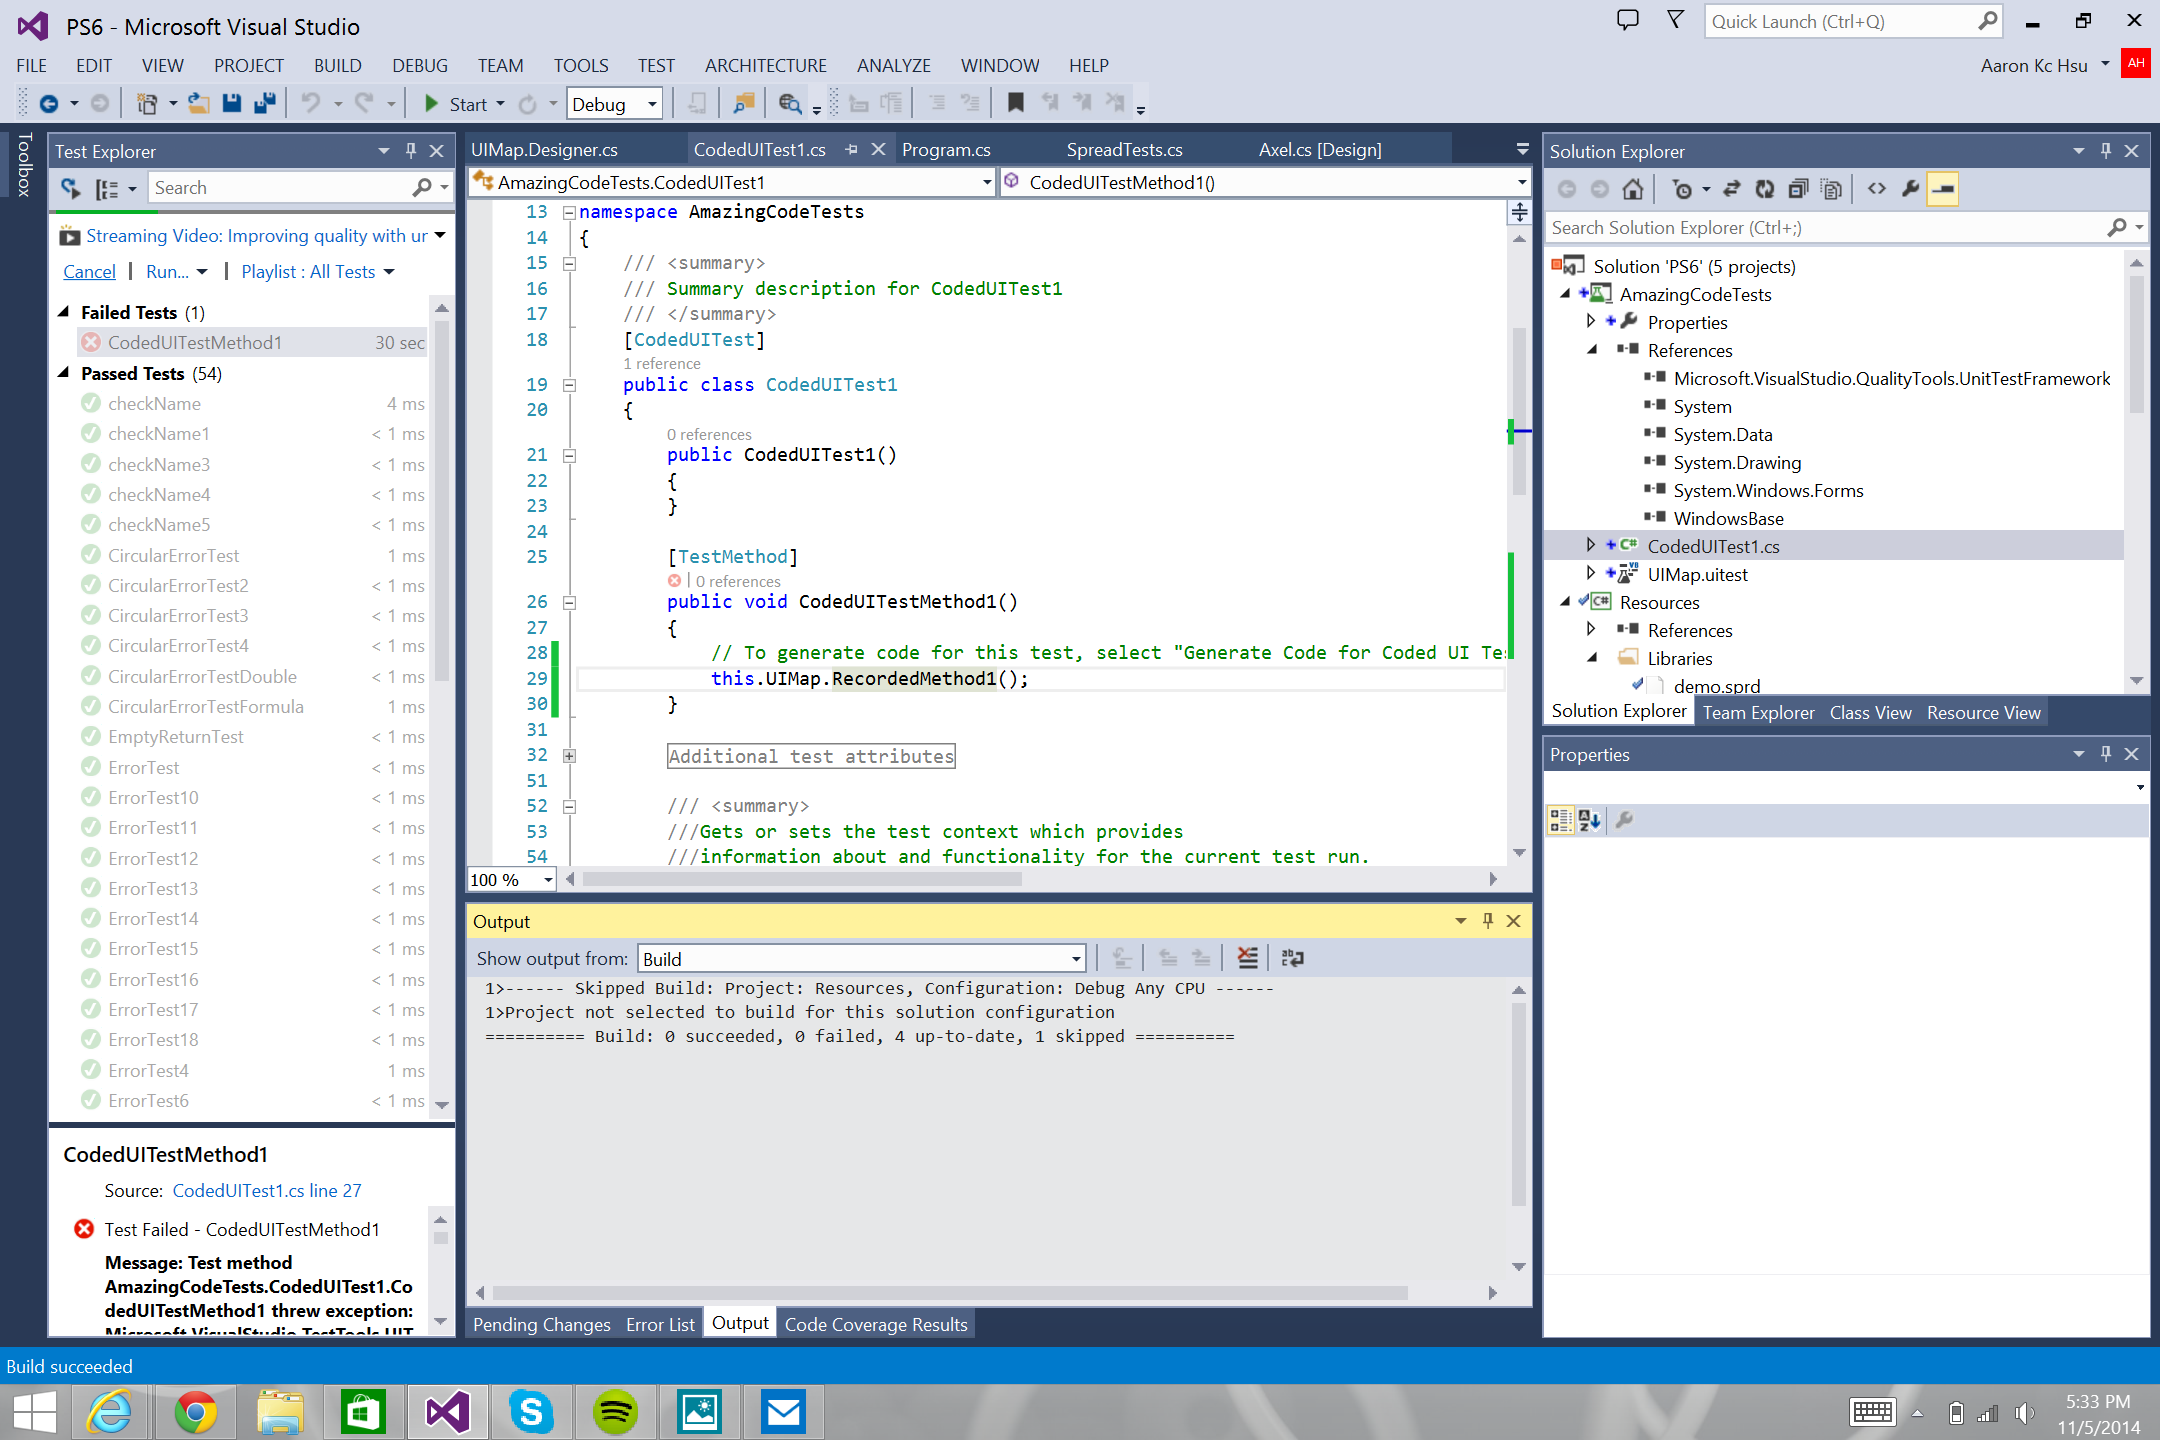 PS6 - Microsoft Visual Studio
Quick Launch (Ctrl+Q)
FILE EDIT VIEW PROJECT BUILD DEBUG TEAM TOOLS TEST ARCHITECTURE ANALYZE WINDOW HELP
Aaron Kc Hsu AH
Start Debug
Toolbox
Test Explorer
Search
Streaming Video: Improving quality with ur
Cancel | Run... | Playlist : All Tests
Failed Tests (1)
CodedUITestMethod1 30 sec
Passed Tests (54)
checkName 4 ms
checkName1 < 1 ms
checkName3 < 1 ms
checkName4 < 1 ms
checkName5 < 1 ms
CircularErrorTest 1 ms
CircularErrorTest2 < 1 ms
CircularErrorTest3 < 1 ms
CircularErrorTest4 < 1 ms
CircularErrorTestDouble < 1 ms
CircularErrorTestFormula 1 ms
EmptyReturnTest < 1 ms
ErrorTest < 1 ms
ErrorTest10 < 1 ms
ErrorTest11 < 1 ms
ErrorTest12 < 1 ms
ErrorTest13 < 1 ms
ErrorTest14 < 1 ms
ErrorTest15 < 1 ms
ErrorTest16 < 1 ms
ErrorTest17 < 1 ms
ErrorTest18 < 1 ms
ErrorTest4 1 ms
ErrorTest6 < 1 ms
CodedUITestMethod1
Source: CodedUITest1.cs line 27
Test Failed - CodedUITestMethod1
Message: Test method
AmazingCodeTests.CodedUITest1.Co
dedUITestMethod1 threw exception:
Microsoft.VisualStudio.TestTools.UIT
UIMap.Designer.cs CodedUITest1.cs Program.cs SpreadTests.cs Axel.cs [Design]
AmazingCodeTests.CodedUITest1 CodedUITestMethod1()
13 namespace AmazingCodeTests
14 {
15 /// <summary>
16 /// Summary description for CodedUITest1
17 /// </summary>
18 [CodedUITest]
1 reference
19 public class CodedUITest1
20 {
0 references
21 public CodedUITest1()
22 {
23 }
24
25 [TestMethod]
| 0 references
26 public void CodedUITestMethod1()
27 {
28 // To generate code for this test, select "Generate Code for Coded UI Te
29 this.UIMap.RecordedMethod1();
30 }
31
32 Additional test attributes
51
52 /// <summary>
53 ///Gets or sets the test context which provides
54 ///information about and functionality for the current test run.
100 %
Output
Show output from: Build
1>------ Skipped Build: Project: Resources, Configuration: Debug Any CPU ------
1>Project not selected to build for this solution configuration
========== Build: 0 succeeded, 0 failed, 4 up-to-date, 1 skipped ==========
Pending Changes Error List Output Code Coverage Results
Solution Explorer
Search Solution Explorer (Ctrl+;)
Solution 'PS6' (5 projects)
AmazingCodeTests
Properties
References
Microsoft.VisualStudio.QualityTools.UnitTestFramework
System
System.Data
System.Drawing
System.Windows.Forms
WindowsBase
C# CodedUITest1.cs
UIMap.uitest
C# Resources
References
Libraries
demo.sprd
Solution Explorer Team Explorer Class View Resource View
Properties
Build succeeded
5:33 PM
11/5/2014